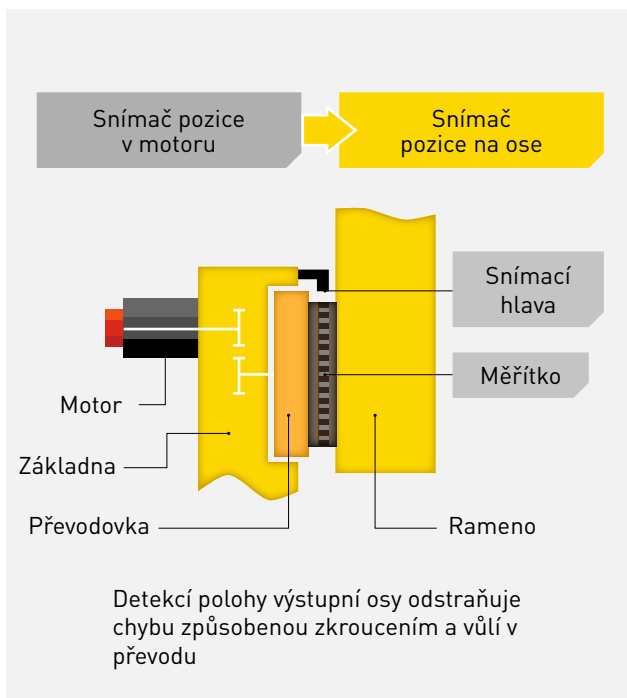 Snímač pozice
v motoru
Snímač
pozice na ose
Snímací
hlava
Měřítko
Motor
Základna
Převodovka
Rameno
Detekcí polohy výstupní osy odstraňuje
chybu způsobenou zkroucením a vůlí v
převodu